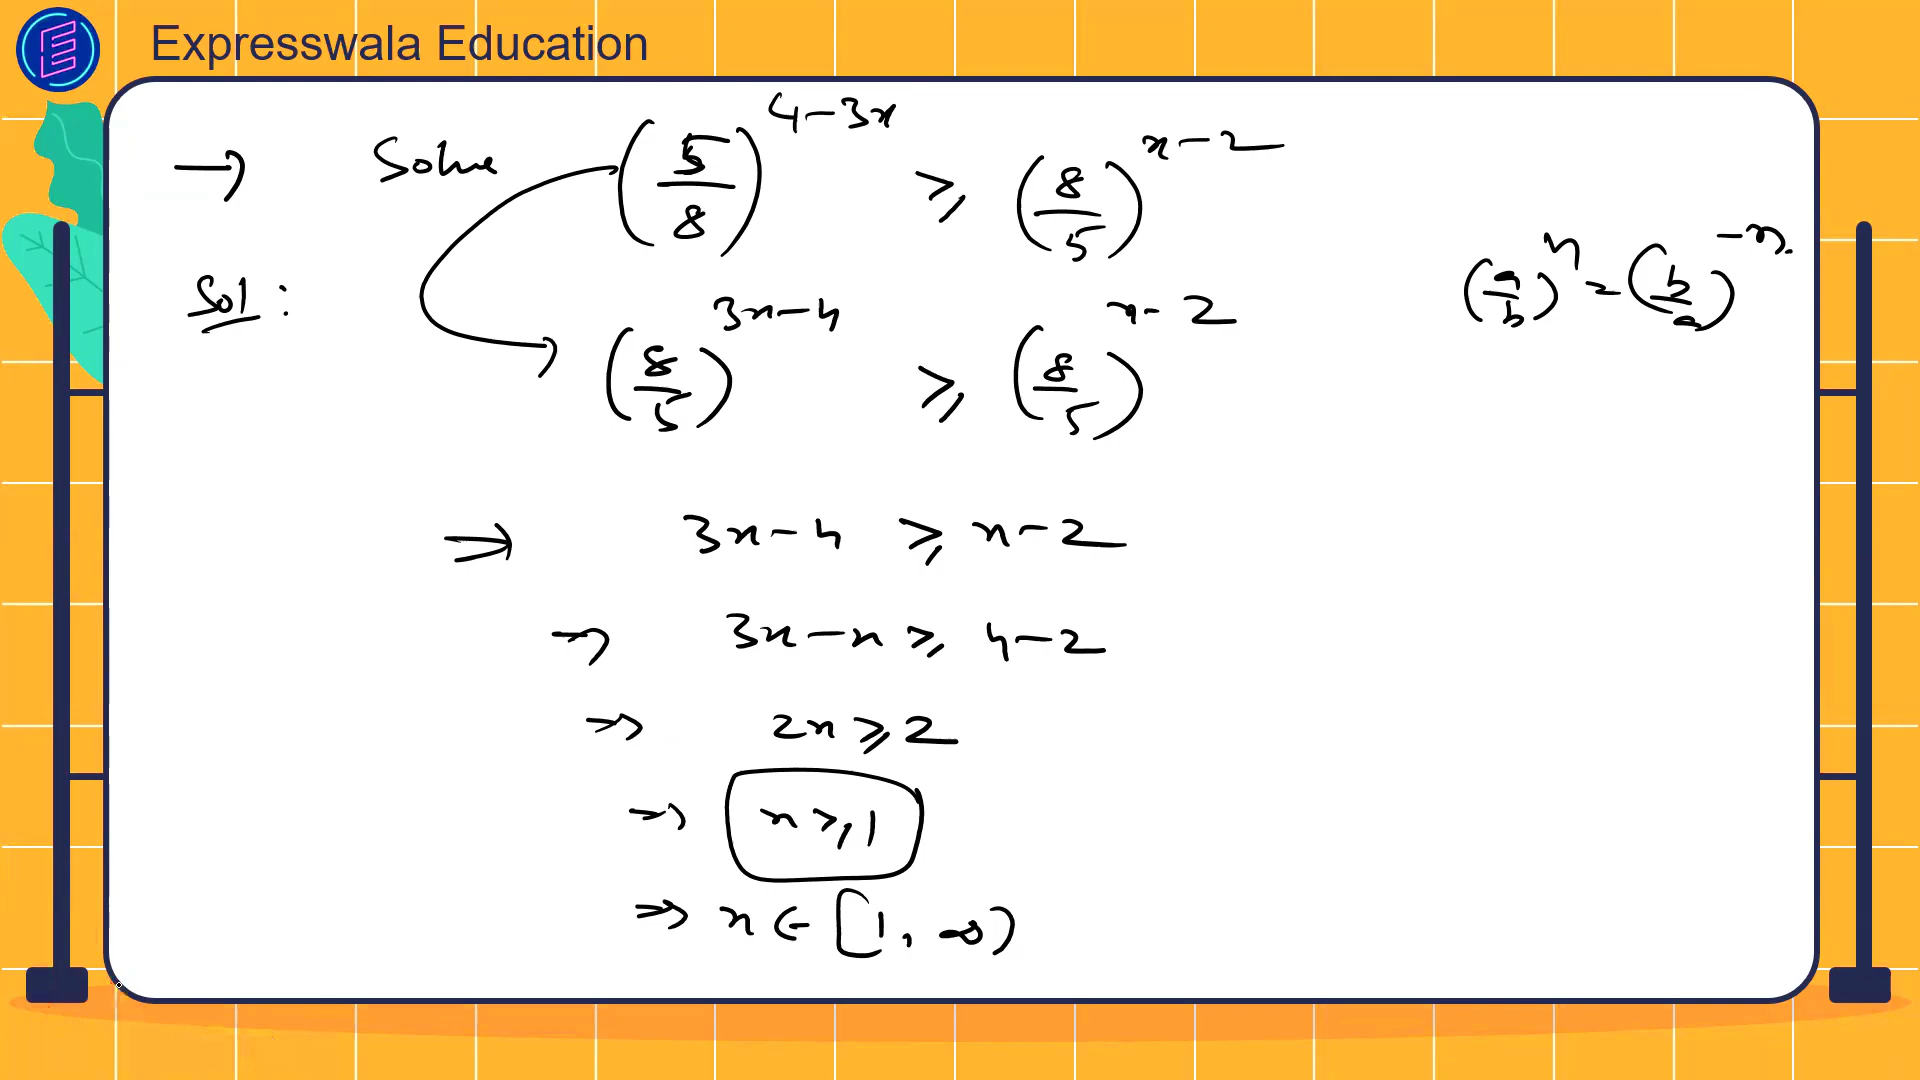 Expresswala Education
→ Solve (5/8)^(4-3x) ≥ (8/5)^(x-2)
Sol: (8/5)^(3x-4) ≥ (8/5)^(x-2)
(a/b)^n = (b/a)^-n.
⇒ 3x-4 ≥ x-2
⇒ 3x-x ≥ 4-2
⇒ 2x ≥ 2
⇒ x ≥ 1
⇒ x ∈ [1, ∞)